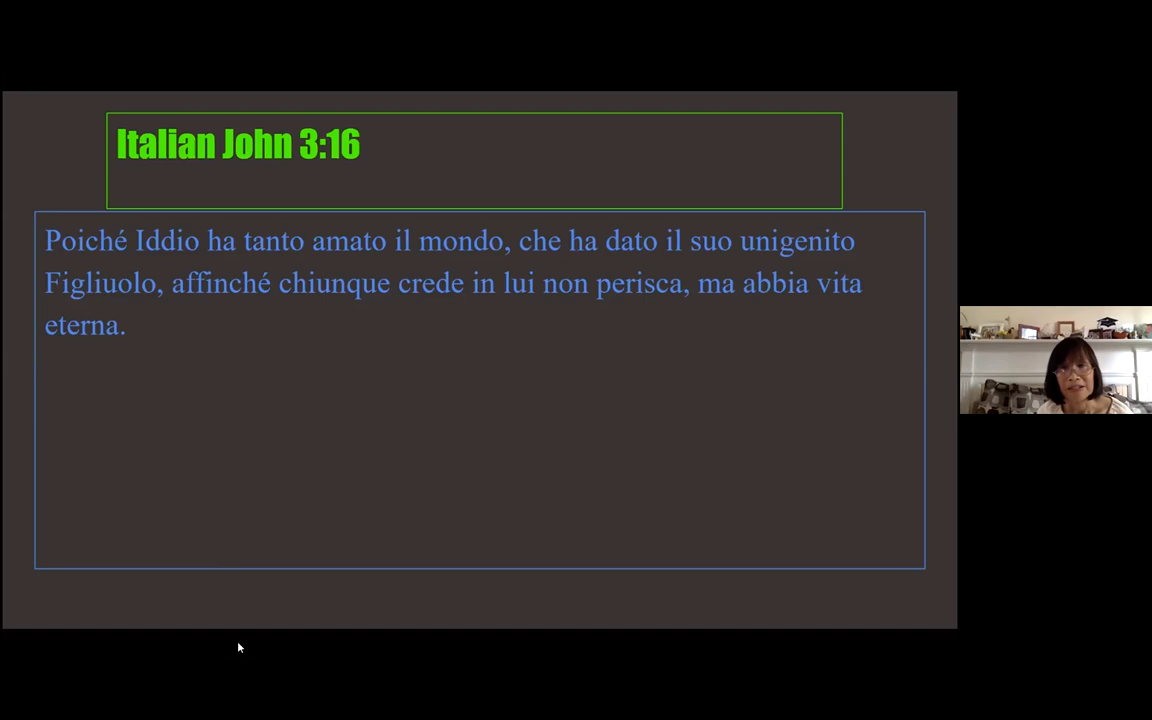 Italian John 3:16
Poiché Iddio ha tanto amato il mondo, che ha dato il suo unigenito
Figliuolo, affinché chiunque crede in lui non perisca, ma abbia vita
eterna.